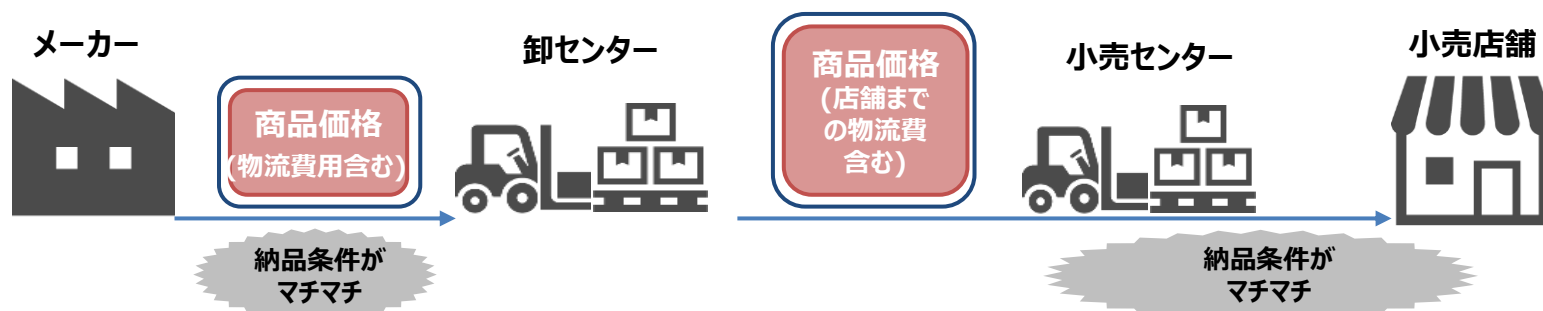 メーカー
商品価格
(物流費用含む)
納品条件が
マチマチ
卸センター
商品価格
(店舗まで
の物流費
含む)
小売センター
小売店舗
納品条件が
マチマチ